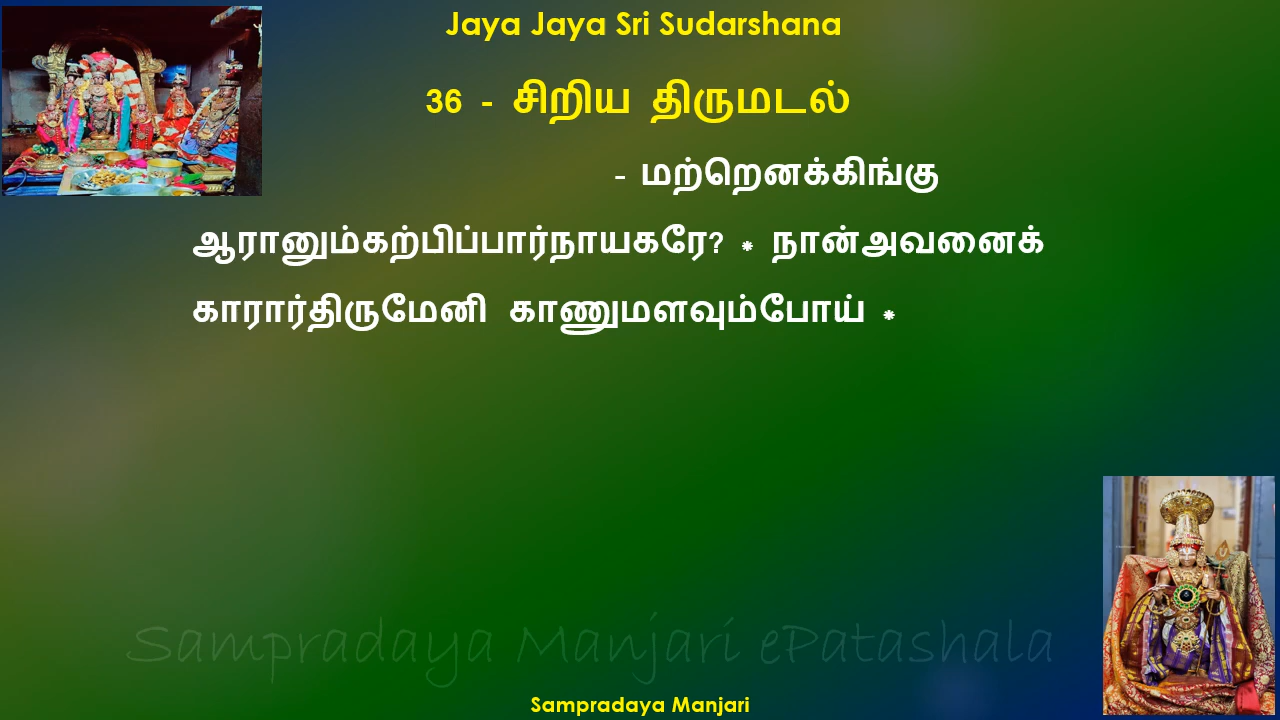 Jaya Jaya Sri Sudarshana
36 - சிறிய திருமடல்
- மற்றெனக்கிங்கு
ஆரானும்கற்பிப்பார்நாயகரே? * நான்அவனைக்
காரார்திருமேனி காணுமளவும்போய் *
Sampradaya Manjari ePatashala
Sampradaya Manjari